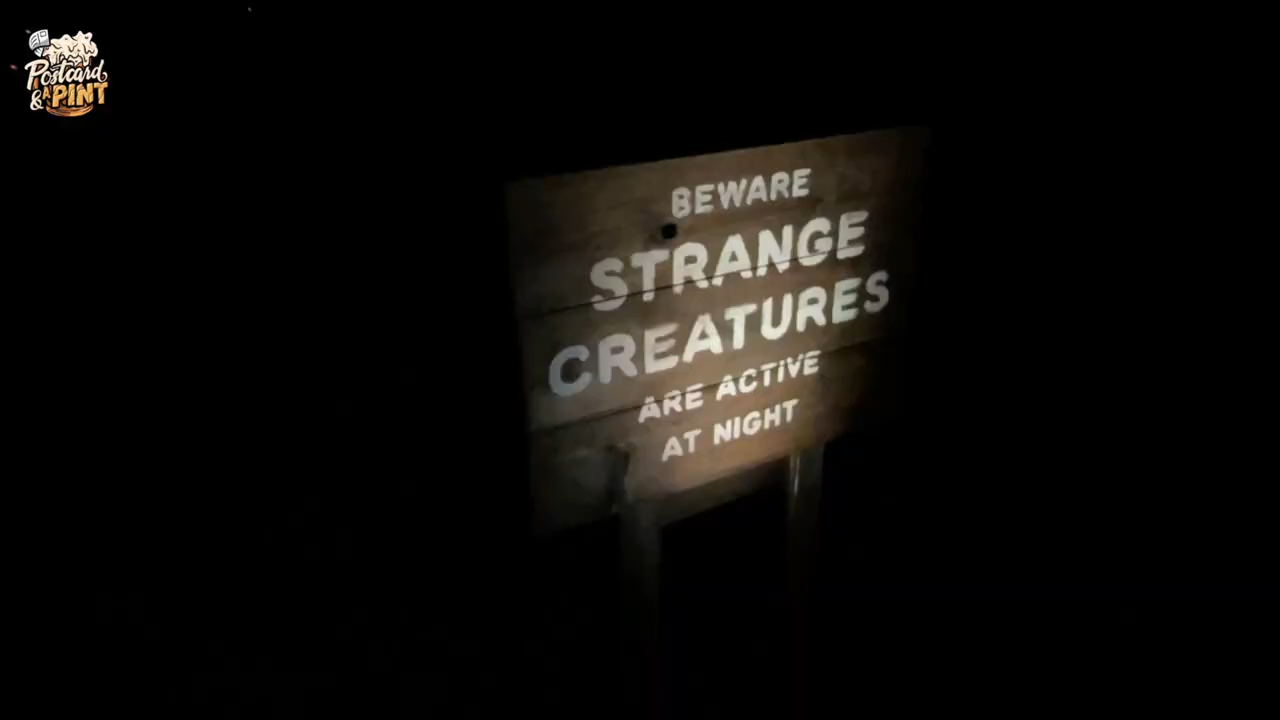 Postcard
& A PINT
BEWARE
STRANGE
CREATURES
ARE ACTIVE
AT NIGHT